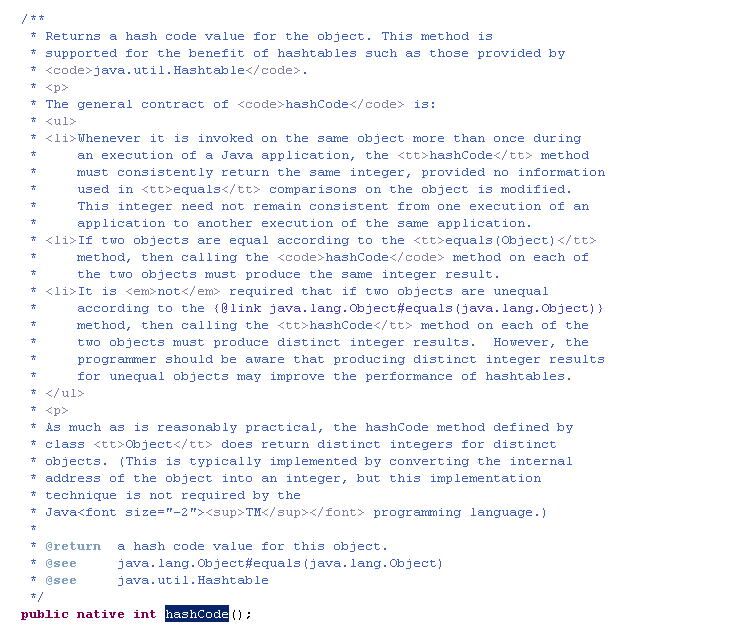 /**
 * Returns a hash code value for the object. This method is
 * supported for the benefit of hashtables such as those provided by
 * <code>java.util.Hashtable</code>.
 * <p>
 * The general contract of <code>hashCode</code> is:
 * <ul>
 * <li>Whenever it is invoked on the same object more than once during
 *     an execution of a Java application, the <tt>hashCode</tt> method
 *     must consistently return the same integer, provided no information
 *     used in <tt>equals</tt> comparisons on the object is modified.
 *     This integer need not remain consistent from one execution of an
 *     application to another execution of the same application.
 * <li>If two objects are equal according to the <tt>equals(Object)</tt>
 *     method, then calling the <code>hashCode</code> method on each of
 *     the two objects must produce the same integer result.
 * <li>It is <em>not</em> required that if two objects are unequal
 *     according to the {@link java.lang.Object#equals(java.lang.Object)}
 *     method, then calling the <tt>hashCode</tt> method on each of the
 *     two objects must produce distinct integer results.  However, the
 *     programmer should be aware that producing distinct integer results
 *     for unequal objects may improve the performance of hashtables.
 * </ul>
 * <p>
 * As much as is reasonably practical, the hashCode method defined by
 * class <tt>Object</tt> does return distinct integers for distinct
 * objects. (This is typically implemented by converting the internal
 * address of the object into an integer, but this implementation
 * technique is not required by the
 * Java<font size="-2"><sup>TM</sup></font> programming language.)
 *
 * @return  a hash code value for this object.
 * @see     java.lang.Object#equals(java.lang.Object)
 * @see     java.util.Hashtable
 */
public native int hashCode();